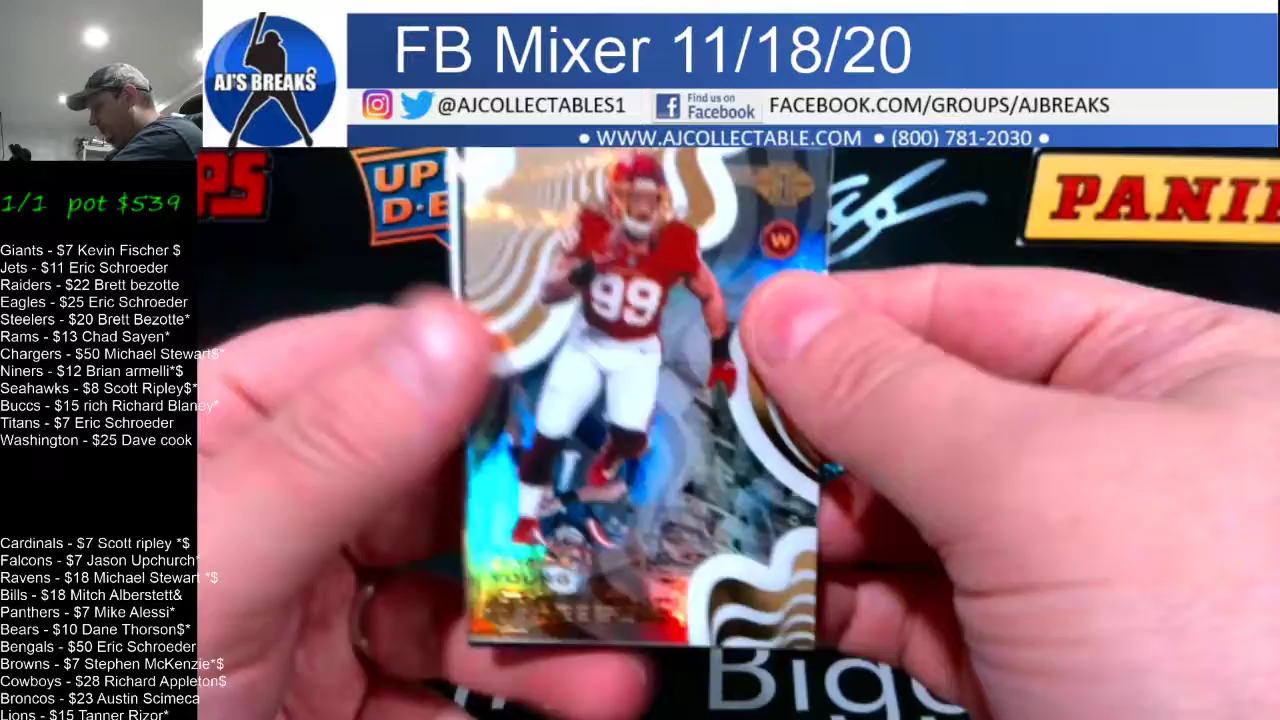 FB Mixer 11/18/20
AJ'S BREAKS
@AJCOLLECTABLES1
Find us on
Facebook
FACEBOOK.COM/GROUPS/AJBREAKS
• WWW.AJCOLLECTABLE.COM • (800) 781-2030 •
PS
UP
D·E
PANI
W
99
YOUNG
Big
1/1 pot $539
Giants - $7 Kevin Fischer $
Jets - $11 Eric Schroeder
Raiders - $22 Brett bezotte
Eagles - $25 Eric Schroeder
Steelers - $20 Brett Bezotte*
Rams - $13 Chad Sayen*
Chargers - $50 Michael Stewart$*
Niners - $12 Brian armelli*$
Seahawks - $8 Scott Ripley$*
Buccs - $15 rich Richard Blaney*
Titans - $7 Eric Schroeder
Washington - $25 Dave cook
Cardinals - $7 Scott ripley *$
Falcons - $7 Jason Upchurch*
Ravens - $18 Michael Stewart *$
Bills - $18 Mitch Alberstett&
Panthers - $7 Mike Alessi*
Bears - $10 Dane Thorson$*
Bengals - $50 Eric Schroeder
Browns - $7 Stephen McKenzie*$
Cowboys - $28 Richard Appleton$
Broncos - $23 Austin Scimeca
Lions - $15 Tanner Rizor*